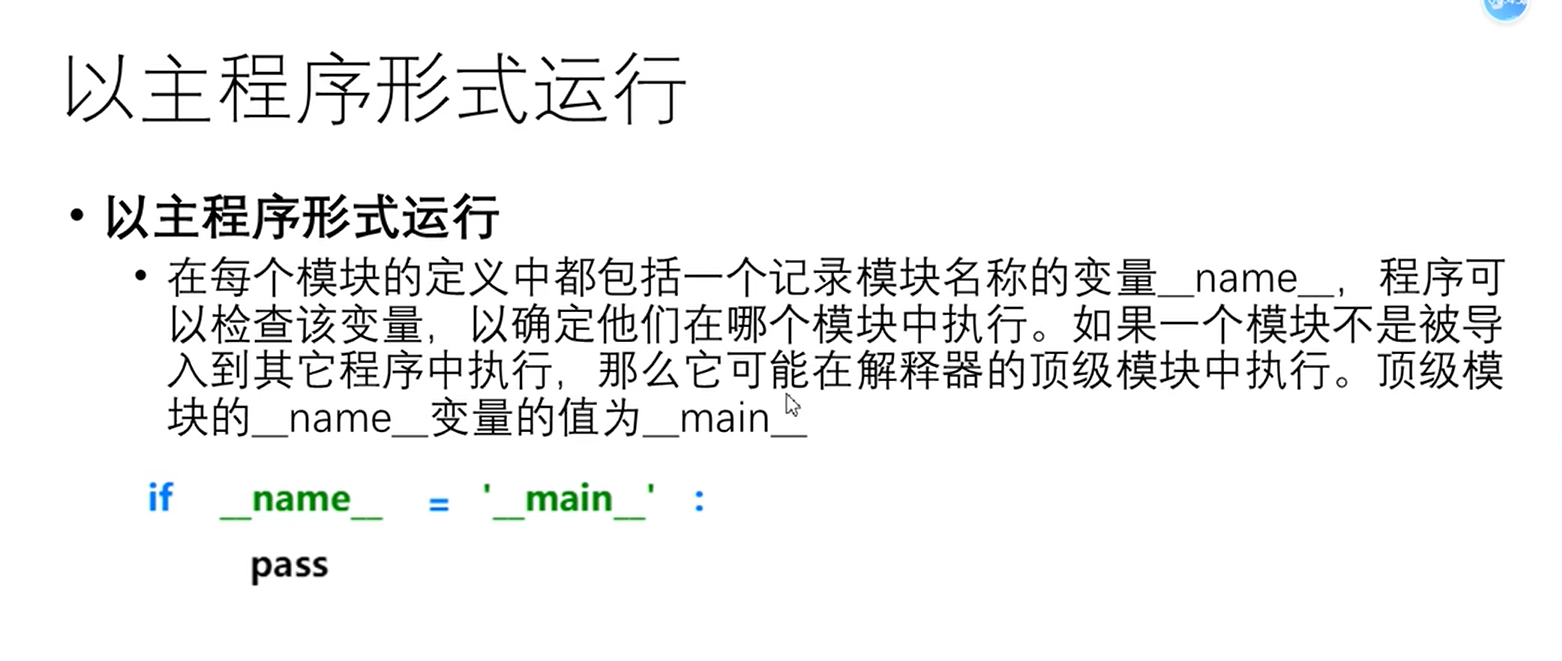 以主程序形式运行
• 以主程序形式运行
• 在每个模块的定义中都包括一个记录模块名称的变量__name__，程序可
以检查该变量，以确定他们在哪个模块中执行。如果一个模块不是被导
入到其它程序中执行，那么它可能在解释器的顶级模块中执行。顶级模
块的__name__变量的值为__main__
if __name__ = '__main__' :
pass